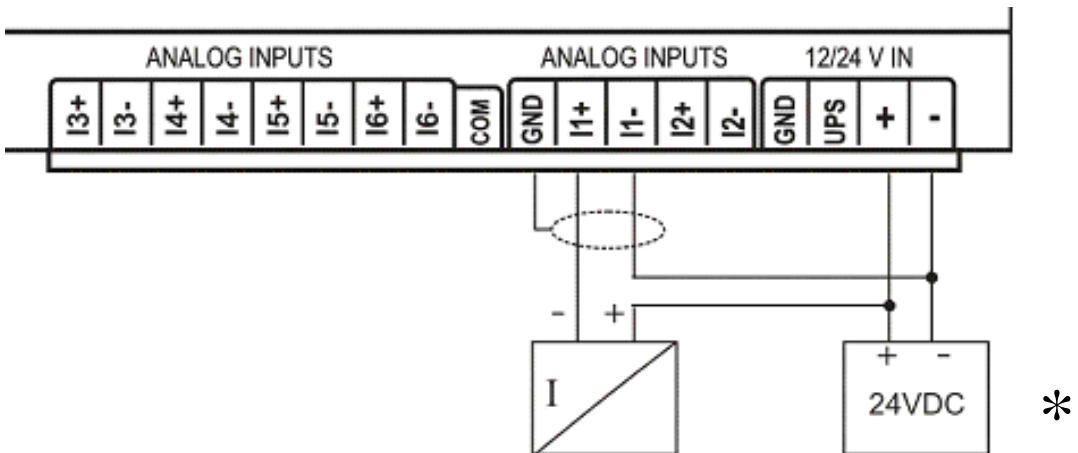 ANALOG INPUTS ANALOG INPUTS 12/24 V IN
I3+ I3- I4+ I4- I5+ I5- I6+ I6- COM GND I1+ I1- I2+ I2- GND UPS + -
- +
+ -
I 24VDC *